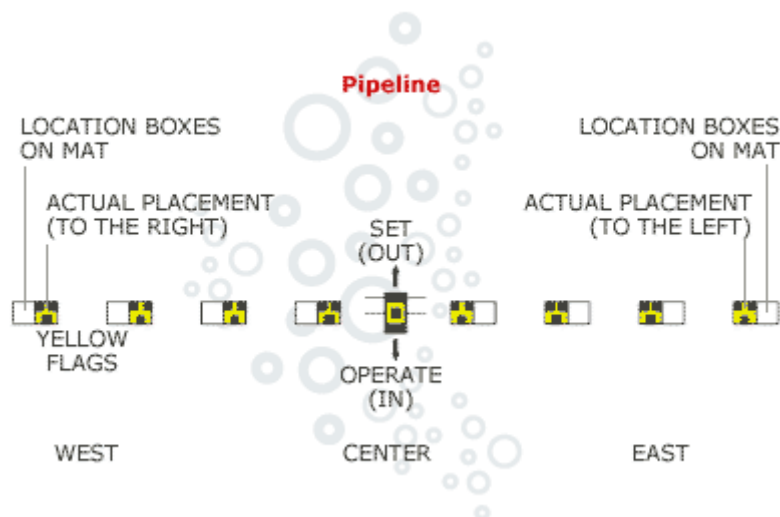 Pipeline
LOCATION BOXES
ON MAT
LOCATION BOXES
ON MAT
ACTUAL PLACEMENT
(TO THE RIGHT)
ACTUAL PLACEMENT
(TO THE LEFT)
SET
(OUT)
YELLOW
FLAGS
OPERATE
(IN)
WEST
CENTER
EAST